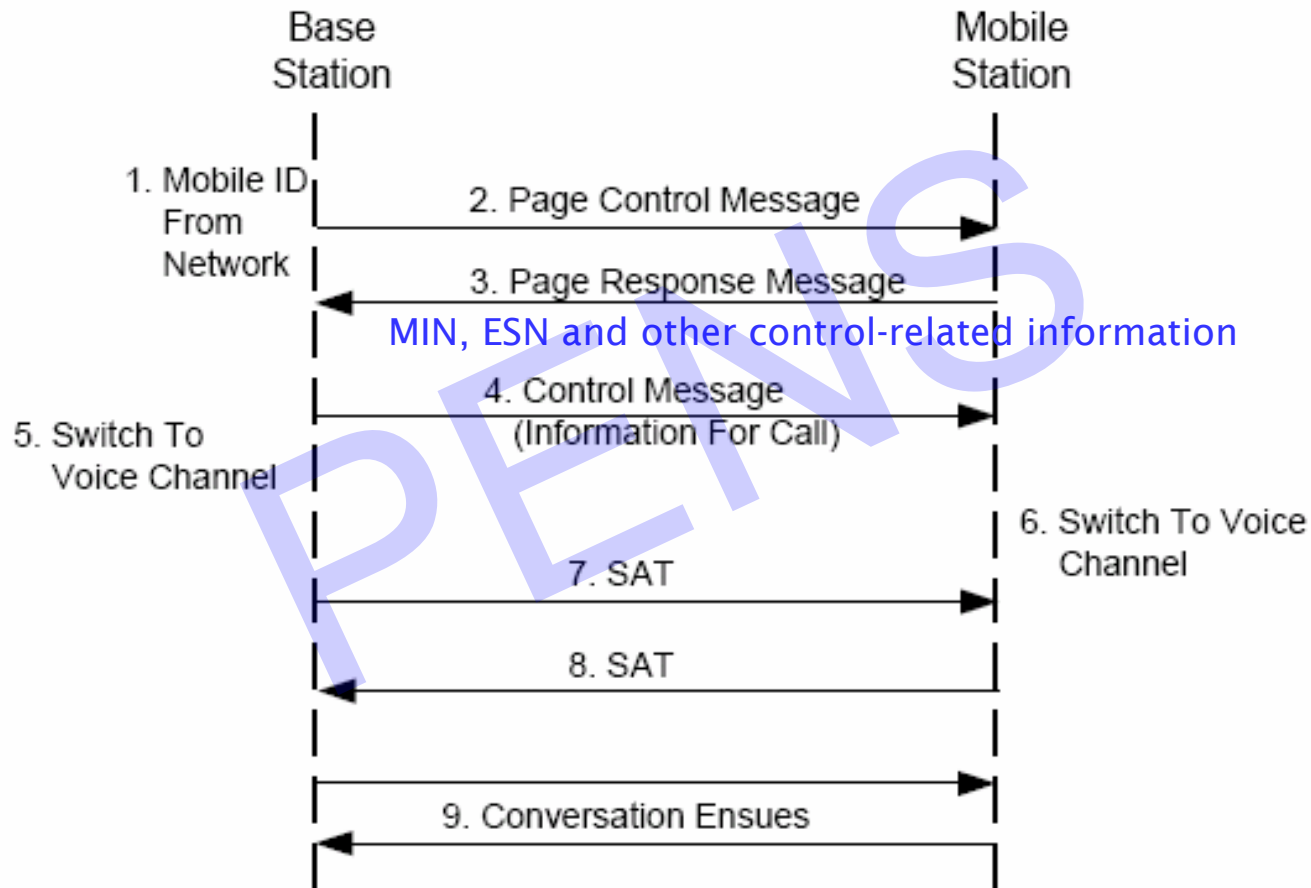 Base
Station
Mobile
Station
1. Mobile ID
From
Network
2. Page Control Message
3. Page Response Message
MIN, ESN and other control-related information
4. Control Message
(Information For Call)
5. Switch To
Voice Channel
6. Switch To Voice
Channel
7. SAT
8. SAT
9. Conversation Ensues
PENS